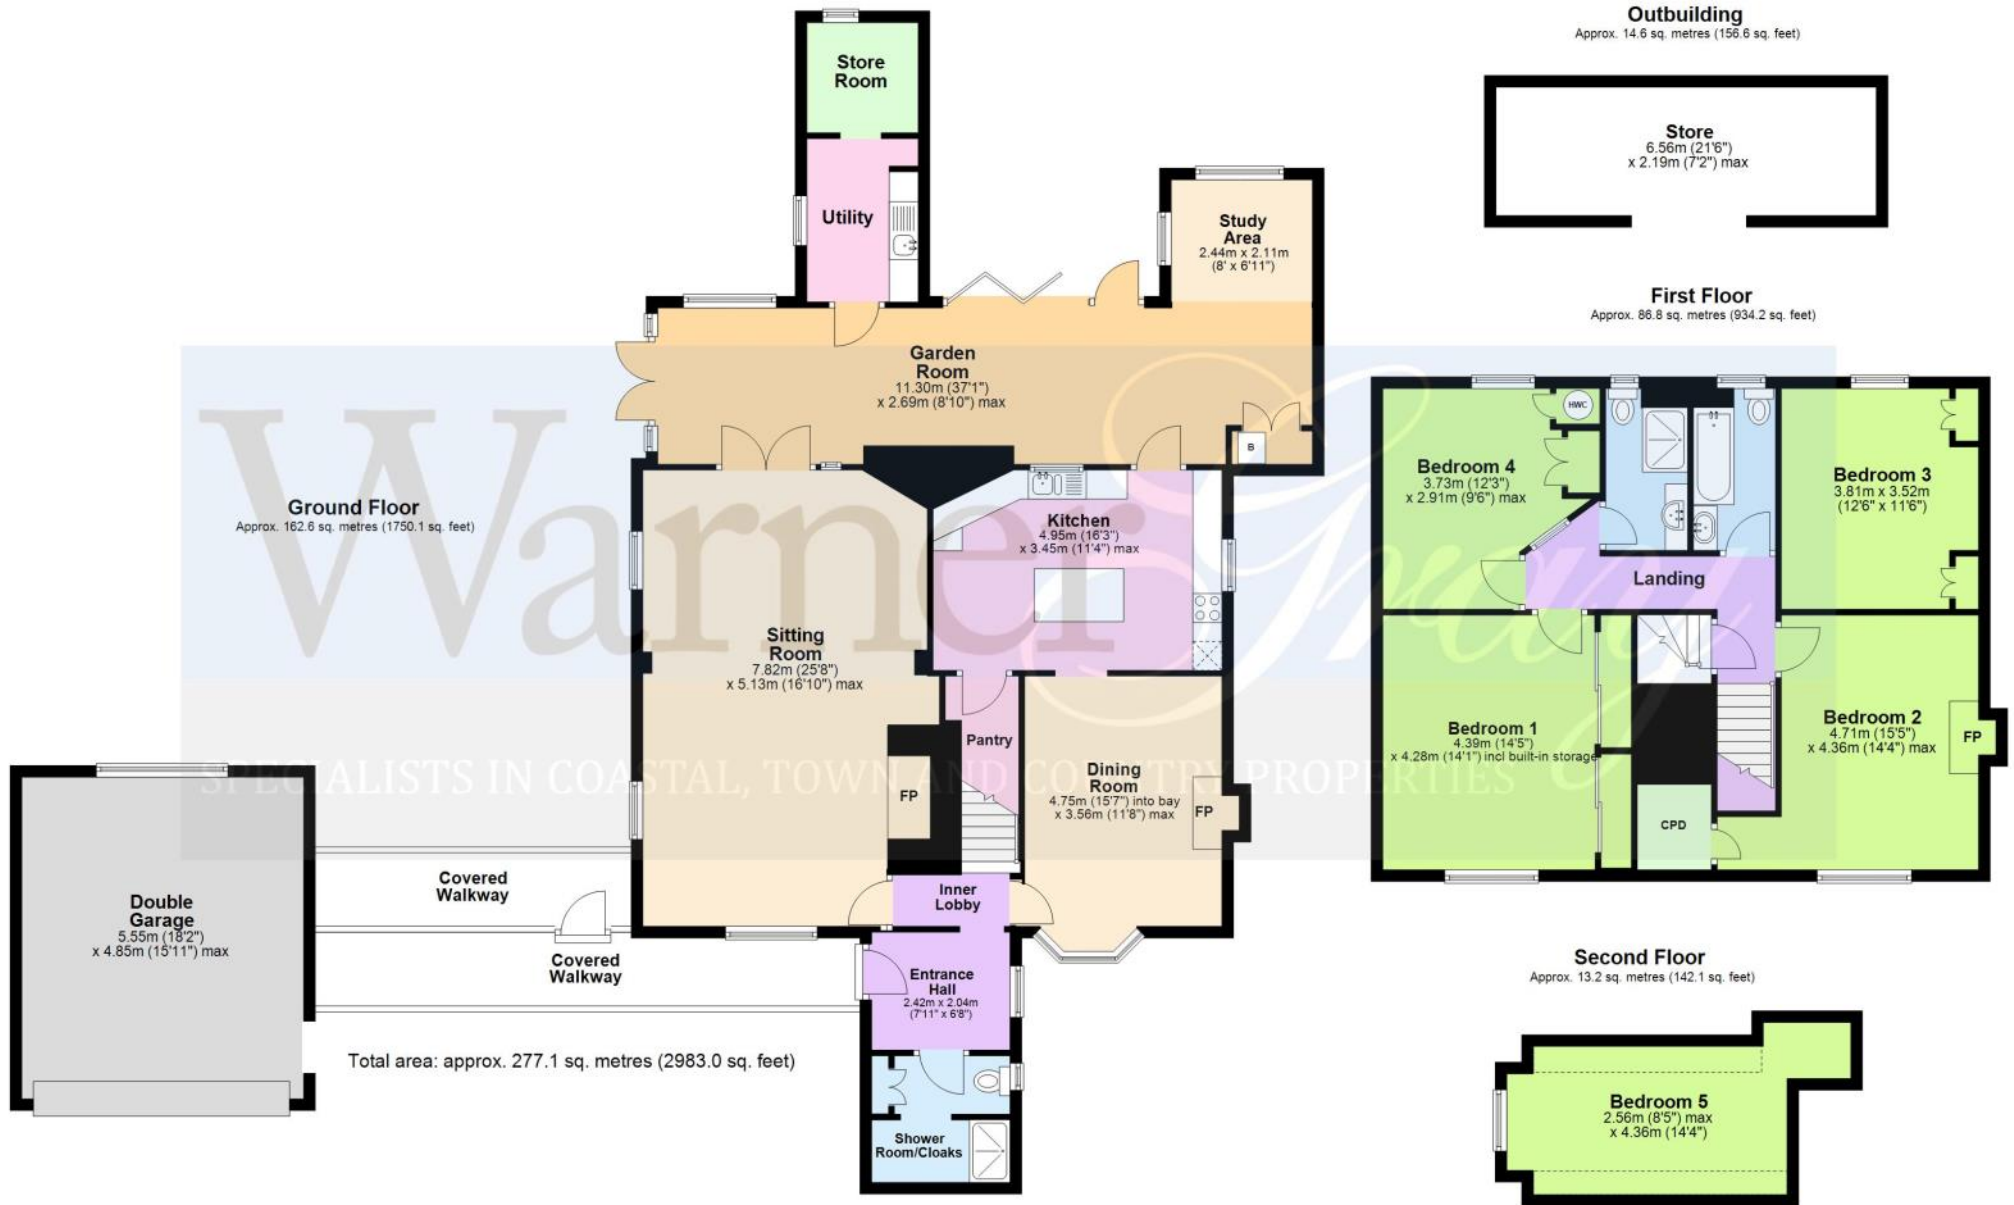 Outbuilding
Approx. 14.6 sq. metres (156.6 sq. feet)
Store
6.56m (21'6")
x 2.19m (7'2") max
Store
Room
Utility
Study
Area
2.44m x 2.11m
(8' x 6'11")
Garden
Room
11.30m (37'1")
x 2.69m (8'10") max
B
Ground Floor
Approx. 162.6 sq. metres (1750.1 sq. feet)
Kitchen
4.95m (16'3")
x 3.45m (11'4") max
Sitting
Room
7.82m (25'8")
x 5.13m (16'10") max
Pantry
FP
Dining
Room
4.75m (15'7") into bay
x 3.56m (11'8") max
FP
Inner
Lobby
Entrance
Hall
2.42m x 2.04m
(7'11" x 6'8")
Shower
Room/Cloaks
Covered
Walkway
Covered
Walkway
Double
Garage
5.55m (18'2")
x 4.85m (15'11") max
Total area: approx. 277.1 sq. metres (2983.0 sq. feet)
First Floor
Approx. 86.8 sq. metres (934.2 sq. feet)
HWC
Bedroom 4
3.73m (12'3")
x 2.91m (9'6") max
Bedroom 3
3.81m x 3.52m
(12'6" x 11'6")
Landing
Bedroom 1
4.39m (14'5")
x 4.28m (14'1") incl built-in storage
Bedroom 2
4.71m (15'5")
x 4.36m (14'4") max
FP
CPD
Second Floor
Approx. 13.2 sq. metres (142.1 sq. feet)
Bedroom 5
2.56m (8'5") max
x 4.36m (14'4")
Warner Gray
SPECIALISTS IN COASTAL, TOWN AND COUNTRY PROPERTIES